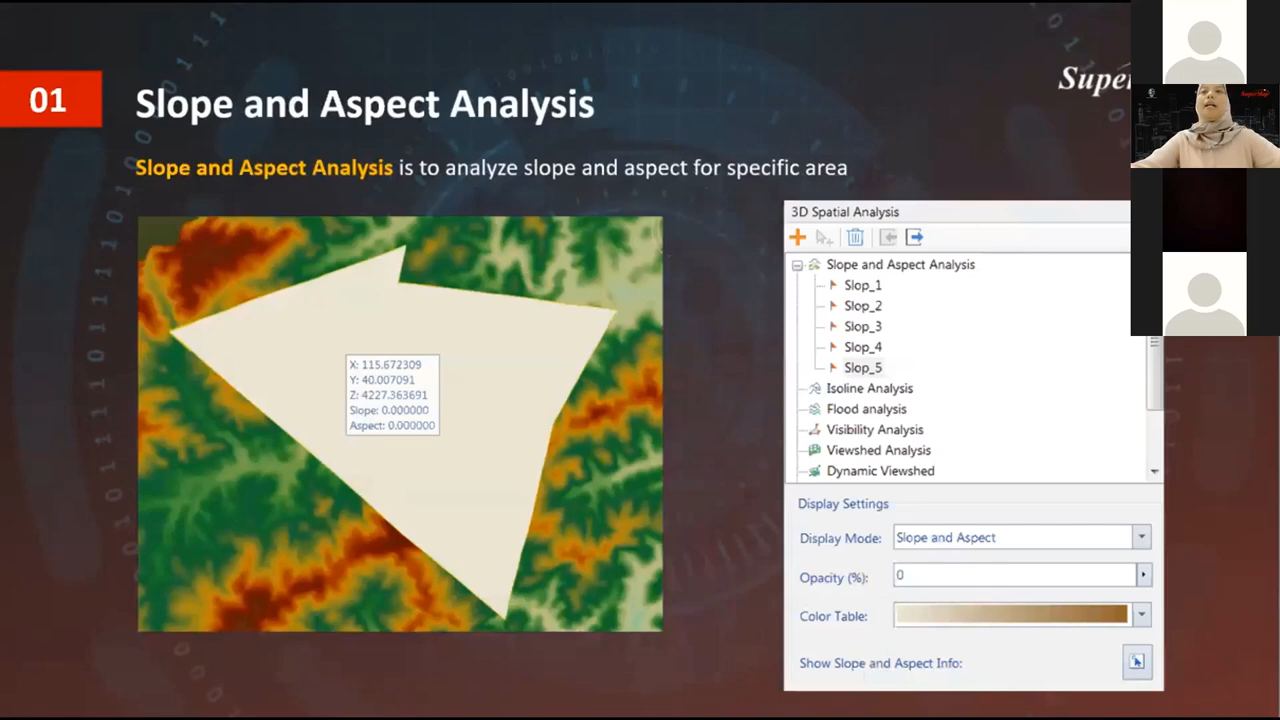 01
Slope and Aspect Analysis
Slope and Aspect Analysis is to analyze slope and aspect for specific area
X: 115.672309
Y: 40.007091
Z: 4227.363691
Slope: 0.000000
Aspect: 0.000000
3D Spatial Analysis
Slope and Aspect Analysis
Slop_1
Slop_2
Slop_3
Slop_4
Slop_5
Isoline Analysis
Flood analysis
Visibility Analysis
Viewshed Analysis
Dynamic Viewshed
Display Settings
Display Mode: Slope and Aspect
Opacity (%): 0
Color Table:
Show Slope and Aspect Info:
Super
SuperMap